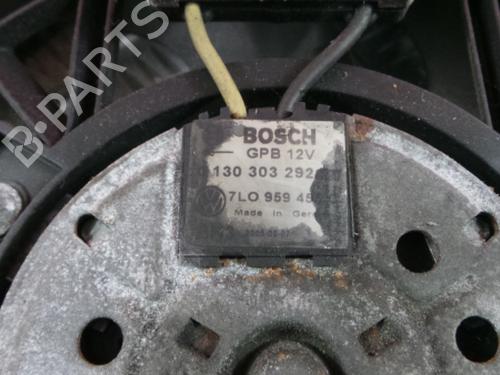 B-PARTS
BOSCH
GPB 12V
130 303 292
7L0 959 45
Made in Ger